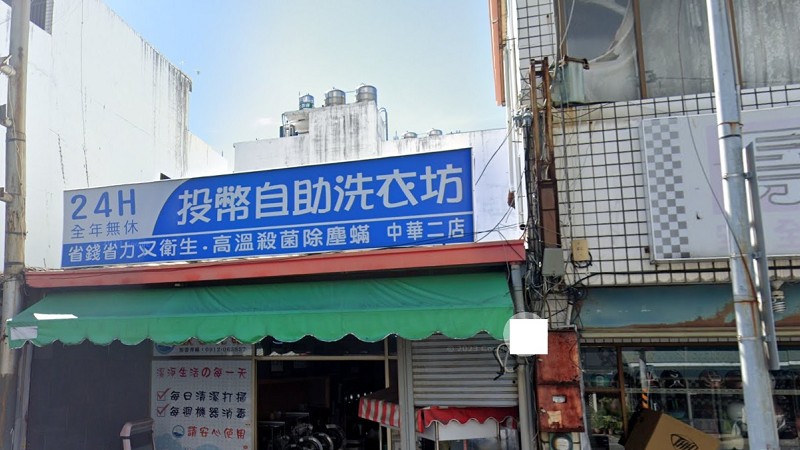 24H
全年無休
投幣自助洗衣坊
省錢省力又衛生·高溫殺菌除塵蟎 中華二店
潔淨生活の每一天
每日清潔打掃
每週機器消毒
請安心使用